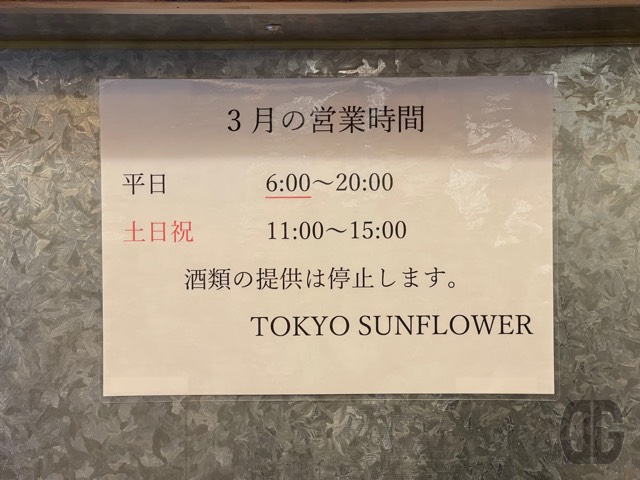 3月の営業時間
平日 6:00～20:00
土日祝 11:00～15:00
酒類の提供は停止します。
TOKYO SUNFLOWER